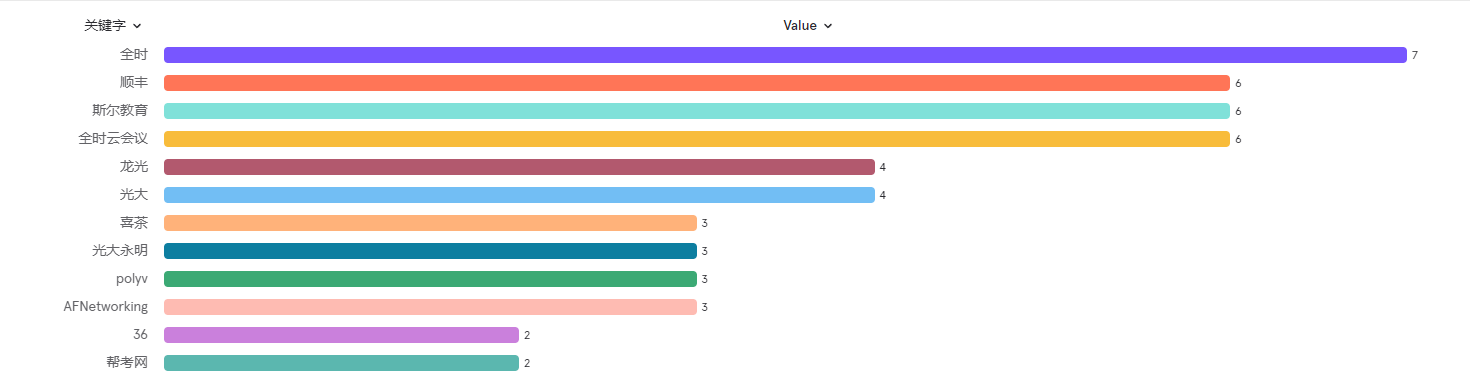 关键字 Value
全时 7
顺丰 6
斯尔教育 6
全时云会议 6
龙光 4
光大 4
喜茶 3
光大永明 3
polyv 3
AFNetworking 3
36 2
帮考网 2